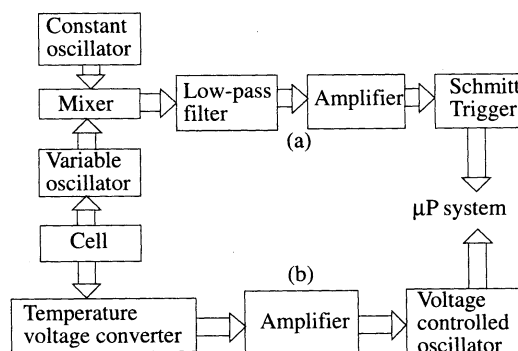 Constant
oscillator
Mixer
Low-pass
filter
Amplifier
Schmitt
Trigger
(a)
Variable
oscillator
µP system
Cell
(b)
Temperature
voltage converter
Amplifier
Voltage
controlled
oscillator